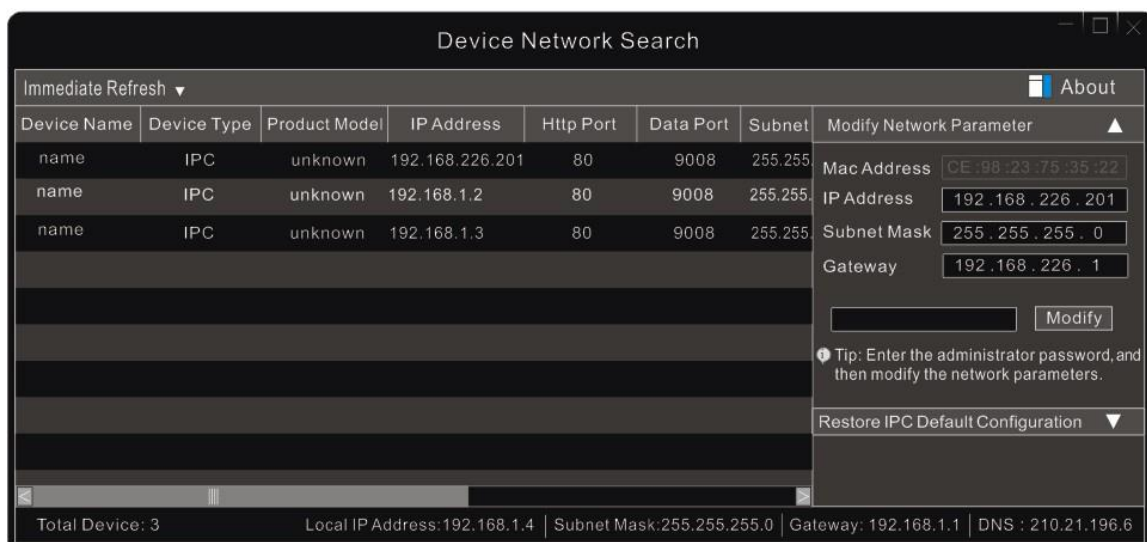 Device Network Search
Immediate Refresh
About
Device Name Device Type Product Model IP Address Http Port Data Port Subnet
name IPC unknown 192.168.226.201 80 9008 255.255.
name IPC unknown 192.168.1.2 80 9008 255.255.
name IPC unknown 192.168.1.3 80 9008 255.255.
Modify Network Parameter
Mac Address CE:98:23:75:35:22
IP Address 192.168.226.201
Subnet Mask 255.255.255.0
Gateway 192.168.226.1
Modify
Tip: Enter the administrator password,and
then modify the network parameters.
Restore IPC Default Configuration
Total Device: 3 Local IP Address:192.168.1.4 Subnet Mask:255.255.255.0 Gateway: 192.168.1.1 DNS : 210.21.196.6